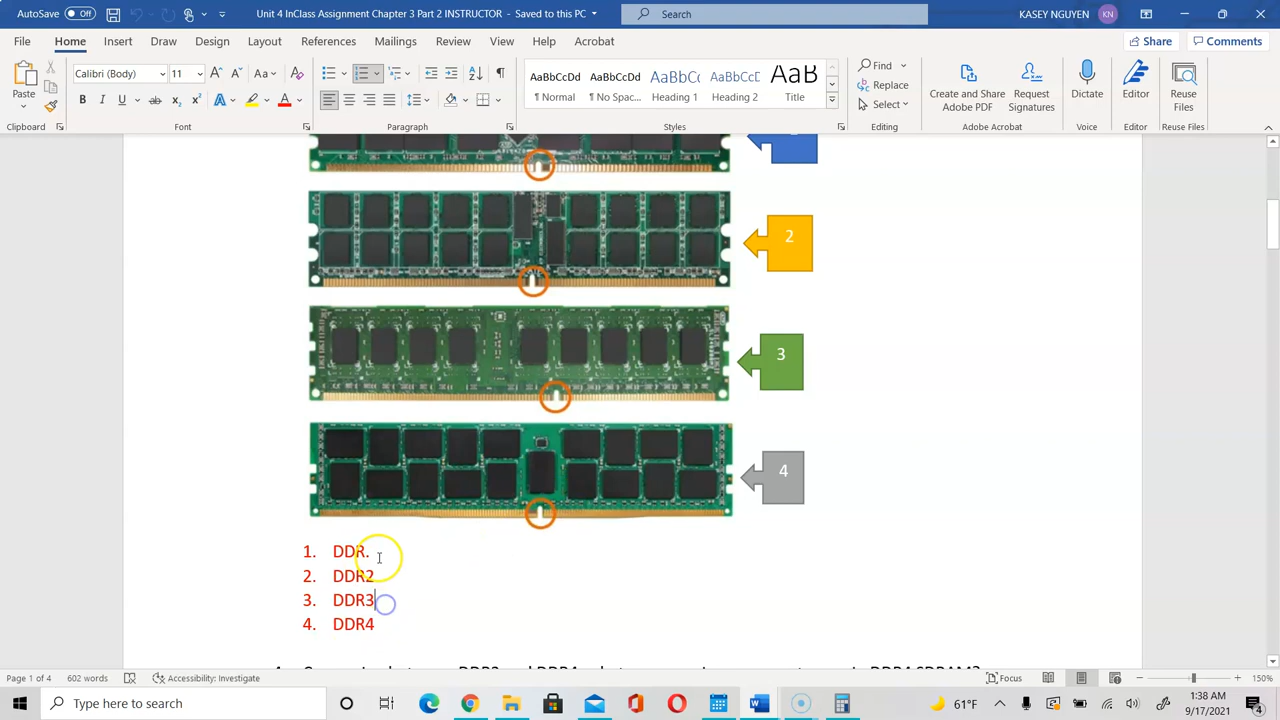 AutoSave Off
Unit 4 InClass Assignment Chapter 3 Part 2 INSTRUCTOR - Saved to this PC
Search
KASEY NGUYEN
KN
File Home Insert Draw Design Layout References Mailings Review View Help Acrobat
Share
Comments
Paste
Clipboard
Calibri (Body)
11
Font
Paragraph
AaBbCcDd
Normal
AaBbCcDd
No Spac...
AaBbCcD
Heading 1
AaBbCcD
Heading 2
AaB
Title
Styles
Find
Replace
Select
Editing
Create and Share Adobe PDF
Request Signatures
Adobe Acrobat
Dictate
Voice
Editor
Editor
Reuse Files
Reuse Files
2
3
4
1. DDR.
2. DDR2
3. DDR3
4. DDR4
Page 1 of 4
602 words
Accessibility: Investigate
Focus
150%
Type here to search
61°F
1:38 AM
9/17/2021
4